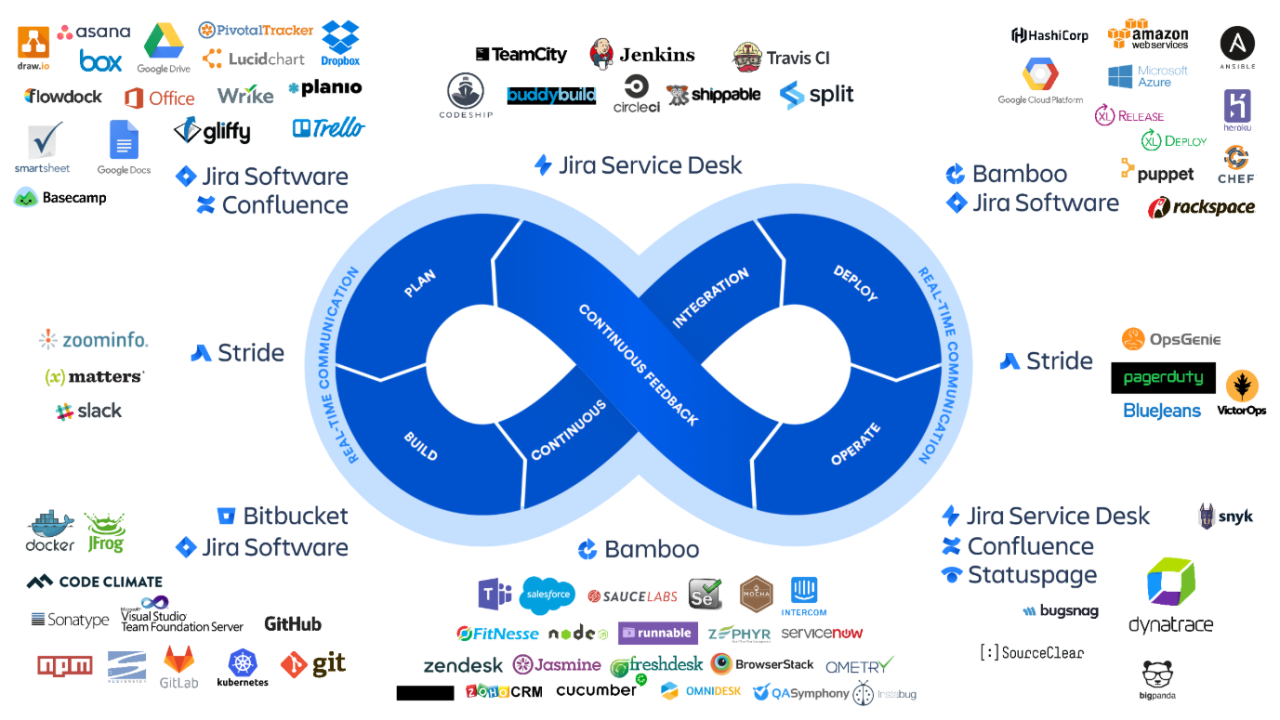 draw.io
asana
box
Google Drive
PivotalTracker
Lucidchart
Dropbox
flowdock
Office
Wrike
planio
smartsheet
Google Docs
gliffy
Trello
Basecamp
Jira Software
Confluence
TeamCity
Jenkins
Travis CI
CODESHIP
buddybuild
circleci
shippable
split
Jira Service Desk
HashiCorp
amazon
web services
ANSIBLE
Google Cloud Platform
Microsoft
Azure
XL RELEASE
XL DEPLOY
HEROKU
puppet
CHEF
rackspace
Bamboo
Jira Software
REAL-TIME COMMUNICATION
PLAN
BUILD
CONTINUOUS
INTEGRATION
CONTINUOUS FEEDBACK
DEPLOY
OPERATE
REAL-TIME COMMUNICATION
zoominfo.
(x)matters
slack
Stride
Stride
OpsGenie
pagerduty
BlueJeans
VictorOps
Bitbucket
Jira Software
docker
JFrog
CODE CLIMATE
Sonatype
Microsoft
Visual Studio
Team Foundation Server
GitHub
npm
GitLab
kubernetes
git
Bamboo
salesforce
SAUCELABS
Se
MOCHA
INTERCOM
FitNesse
node
runnable
ZEPHYR
servicenow
zendesk
Jasmine
freshdesk
BrowserStack
QMETRY
ZOHO CRM
cucumber
OMNIDESK
QASymphony
instabug
Jira Service Desk
Confluence
Statuspage
snyk
bugsnag
dynatrace
[:]SourceClear
bigpanda